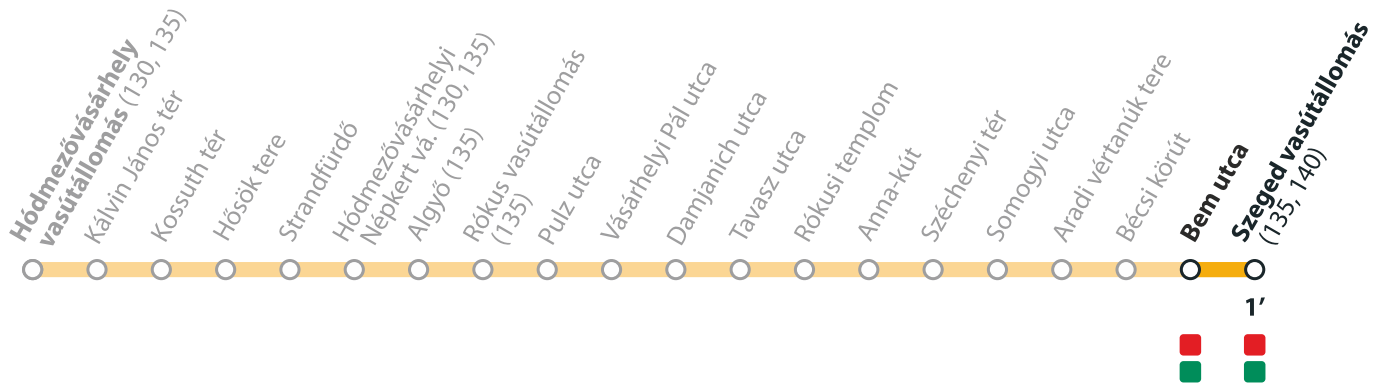 Hódmezővásárhely
vasútállomás (130, 135)
Kálvin János tér
Kossuth tér
Hősök tere
Strandfürdő
Hódmezővásárhelyi
Népkert vá. (130, 135)
Algyő (135)
Rókus vasútállomás
(135)
Pulz utca
Vásárhelyi Pál utca
Damjanich utca
Tavasz utca
Rókusi templom
Anna-kút
Széchenyi tér
Somogyi utca
Aradi vértanúk tere
Bécsi körút
Bem utca
Szeged vasútállomás
(135, 140)
1’